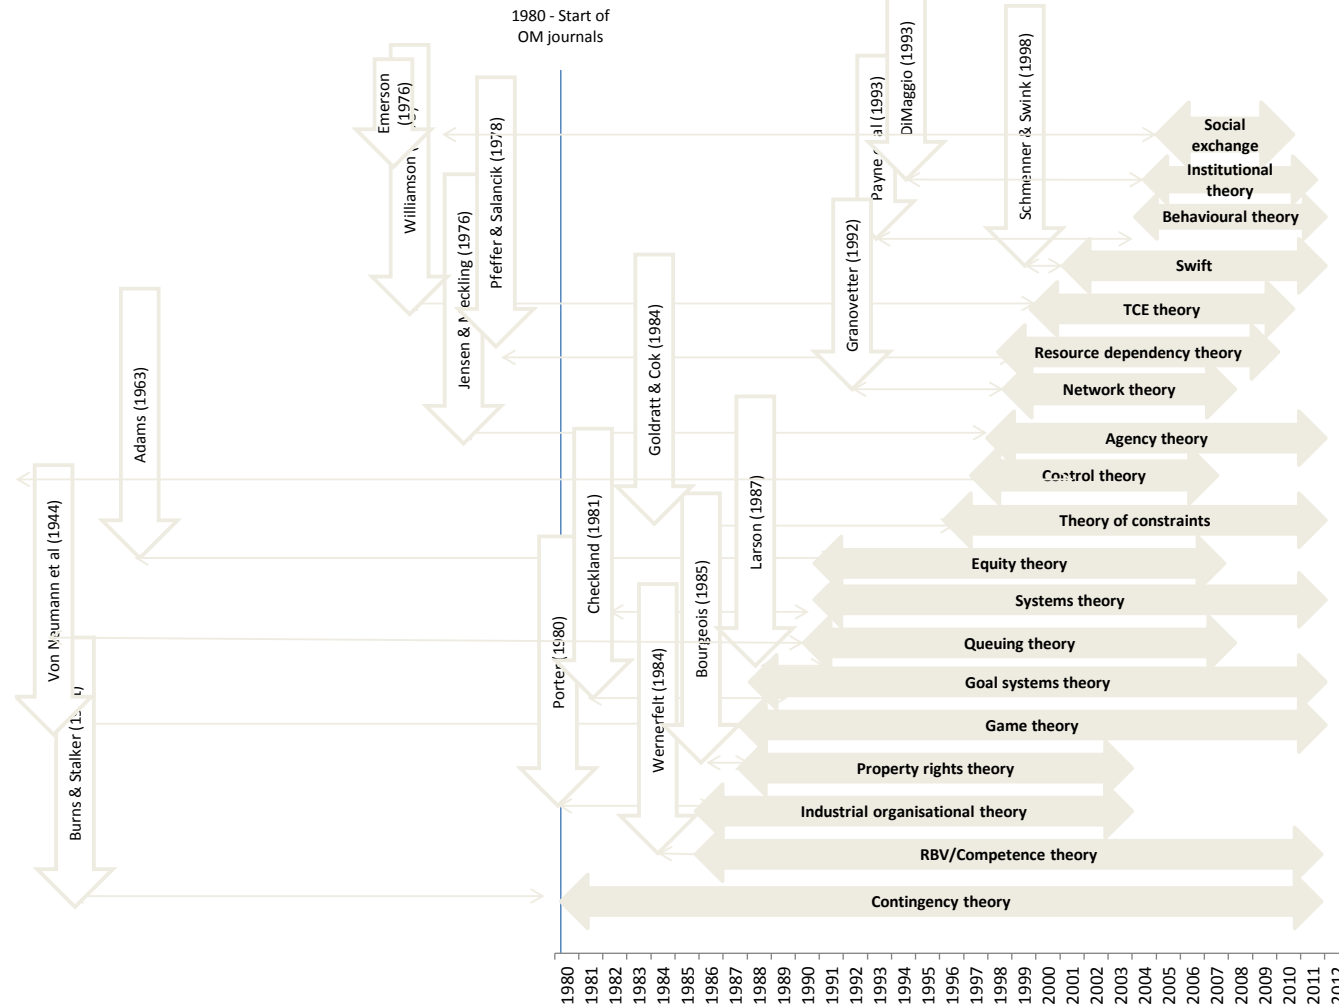 1980 - Start of
OM journals
Emerson
(1976)
Williamson (
Pfeffer & Salancik (1978)
Jensen & Meckling (1976)
DiMaggio (1993)
Payne al (1993)
Schmenner & Swink (1998)
Granovetter (1992)
Goldratt & Cok (1984)
Adams (1963)
Larson (1987)
Checkland (1981)
Von Neumann et al (1944)
Bourgeois (1985)
Porter (1980)
Wernerfelt (1984)
Burns & Stalker
Social
exchange
Institutional
theory
Behavioural theory
Swift
TCE theory
Resource dependency theory
Network theory
Agency theory
Control theory
Theory of constraints
Equity theory
Systems theory
Queuing theory
Goal systems theory
Game theory
Property rights theory
Industrial organisational theory
RBV/Competence theory
Contingency theory
1980
1981
1982
1983
1984
1985
1986
1987
1988
1989
1990
1991
1992
1993
1994
1995
1996
1997
1998
1999
2000
2001
2002
2003
2004
2005
2006
2007
2008
2009
2010
2011
2012